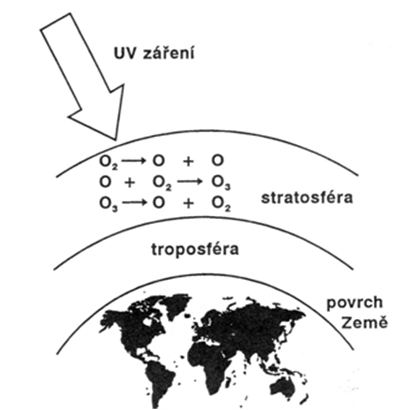 UV záření
O₂ → O + O
O + O₂ → O₃
O₃ → O + O₂
stratosféra
troposféra
povrch
Země